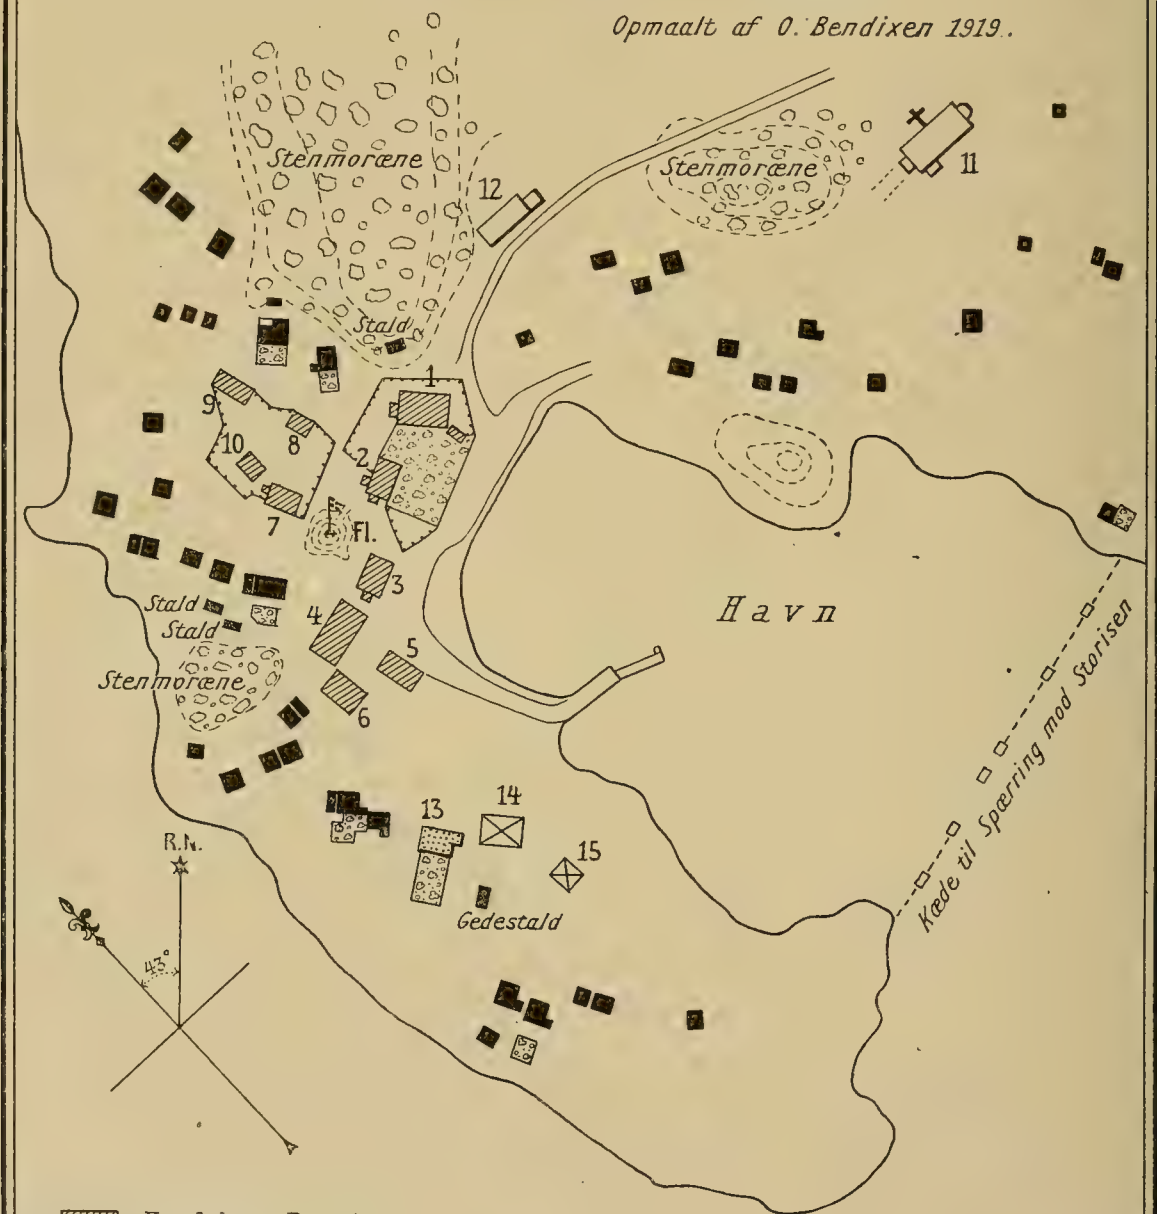 Opmaalt af O. Bendixen 1919.
Stenmoræne
12
Stenmoræne
11
Stald
1
9
8
10
2
7
Fl.
3
Stald
4
Havn
Stald
5
Stenmoræne
6
Kæde til Spærring mod Storisen
13
14
15
R.N.
Gedestald
43°